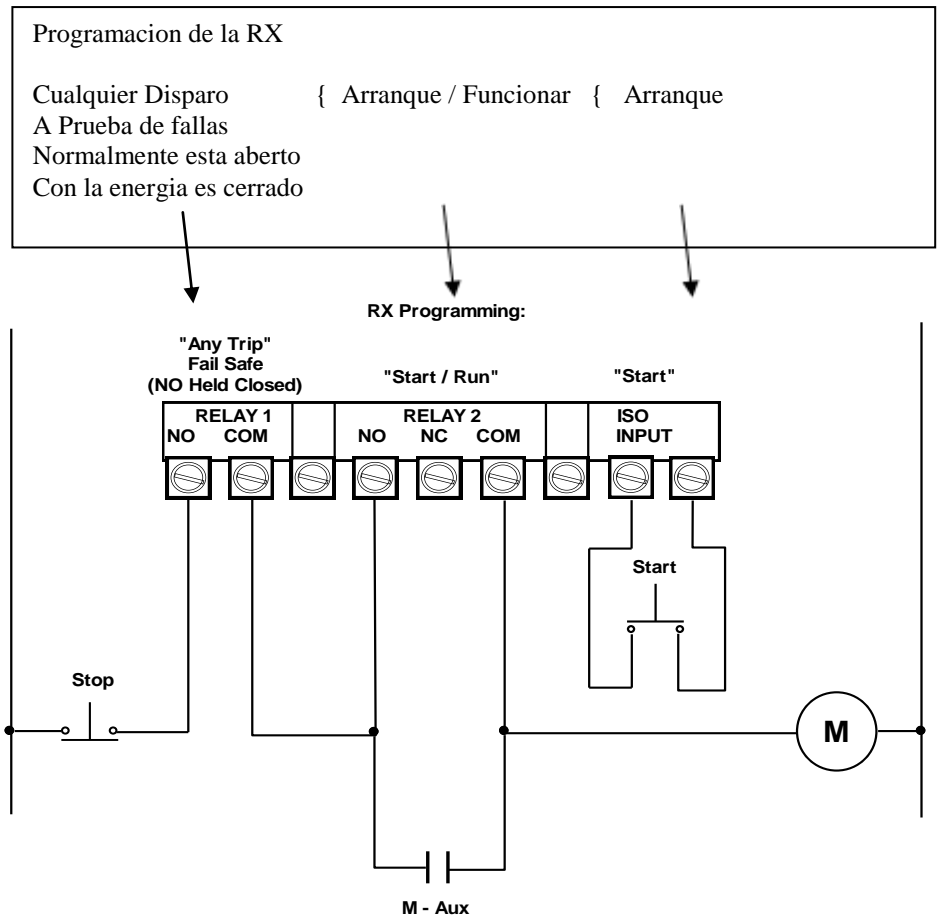 Programacion de la RX
Cualquier Disparo { Arranque / Funcionar { Arranque
A Prueba de fallas
Normalmente esta aberto
Con la energia es cerrado
RX Programming:
"Any Trip"
Fail Safe
(NO Held Closed)
"Start / Run"
"Start"
RELAY 1
NO COM
RELAY 2
NO NC COM
ISO
INPUT
Start
Stop
M
M - Aux